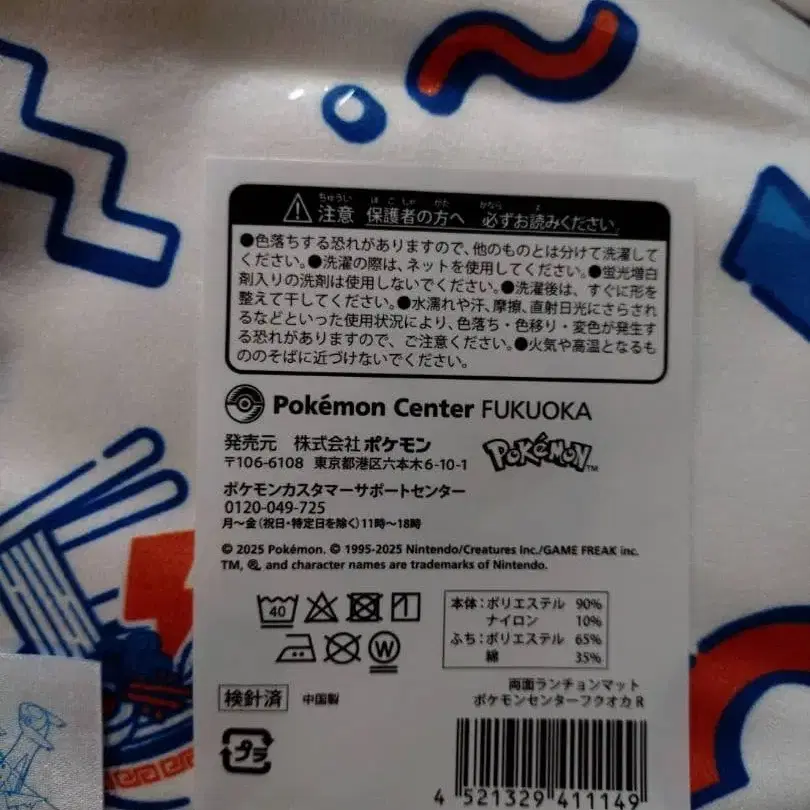 注意 保護者の方へ 必ずお読みください。
●色落ちする恐れがありますので、他のものとは分けて洗濯して
ください。●洗濯の際は、ネットを使用してください。●蛍光増白
剤入りの洗剤は使用しないでください。●洗濯後は、すぐに形を
整えて干してください。●水濡れや汗、摩擦、直射日光にさらされ
るなどといった使用状況により、色落ち・色移り・変色が発生す
る恐れがありますので、ご注意ください。●火気や高温となるも
ののそばに近づけないでください。
Pokémon Center FUKUOKA
発売元 株式会社ポケモン
〒106-6108 東京都港区六本木6-10-1
POKéMON TM
ポケモンカスタマーサポートセンター
0120-049-725
月〜金(祝日・特定日を除く)11時〜18時
© 2025 Pokémon. © 1995-2025 Nintendo/Creatures Inc./GAME FREAK inc.
TM, ®, and character names are trademarks of Nintendo.
40
W
本体:ポリエステル 90%
ナイロン 10%
ふち:ポリエステル 65%
綿 35%
検針済 中国製
両面ランチョンマット
ポケモンセンターフクオカ R
プラ
4 521329 411149